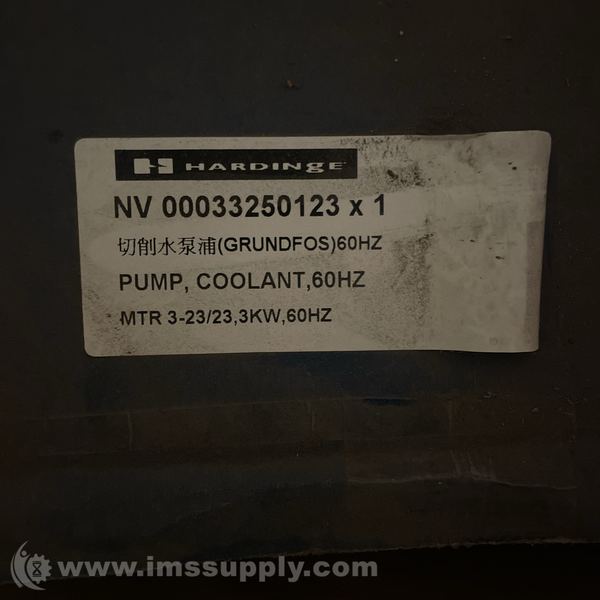 HARDINGE
NV 00033250123 x 1
切削水泵浦(GRUNDFOS)60HZ
PUMP, COOLANT,60HZ
MTR 3-23/23,3KW,60HZ
www.imssupply.com